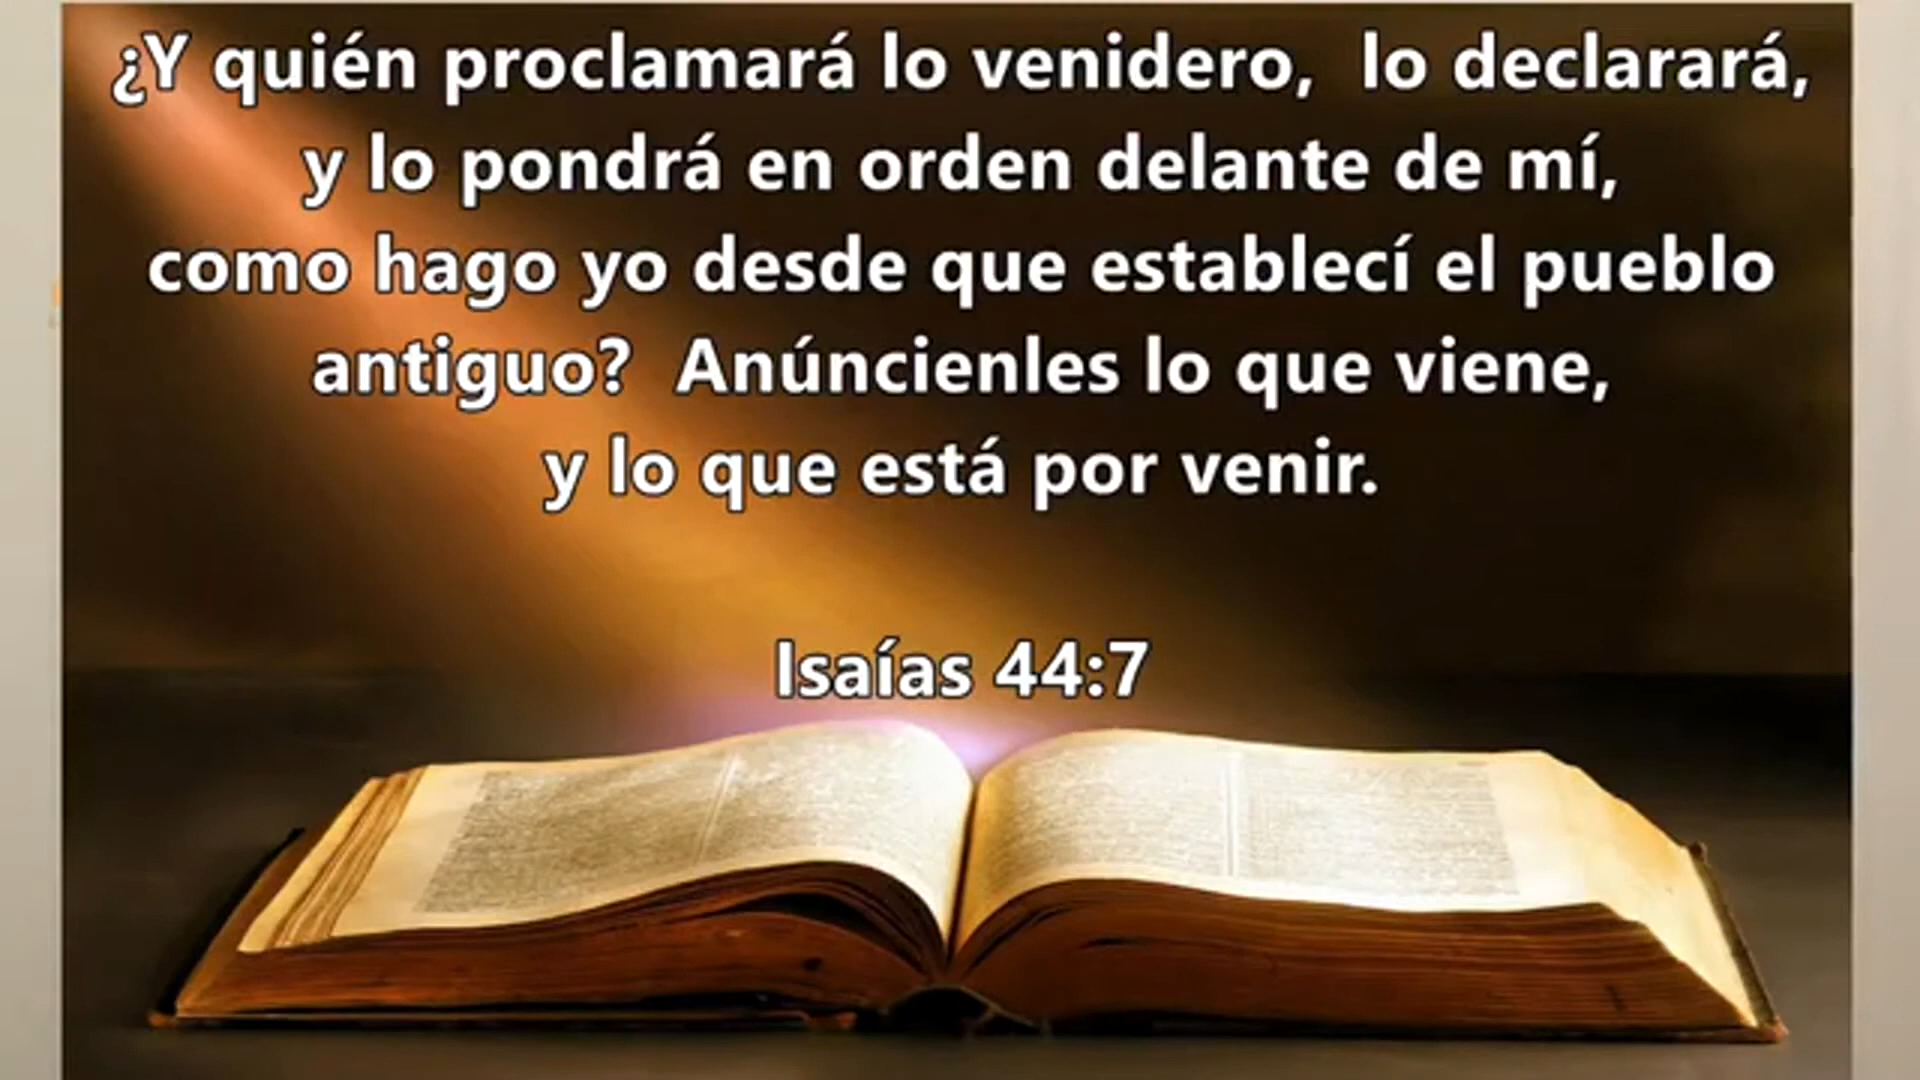 ¿Y quién proclamará lo venidero, lo declarará,
y lo pondrá en orden delante de mí,
como hago yo desde que establecí el pueblo
antiguo? Anúncienles lo que viene,
y lo que está por venir.
Isaías 44:7